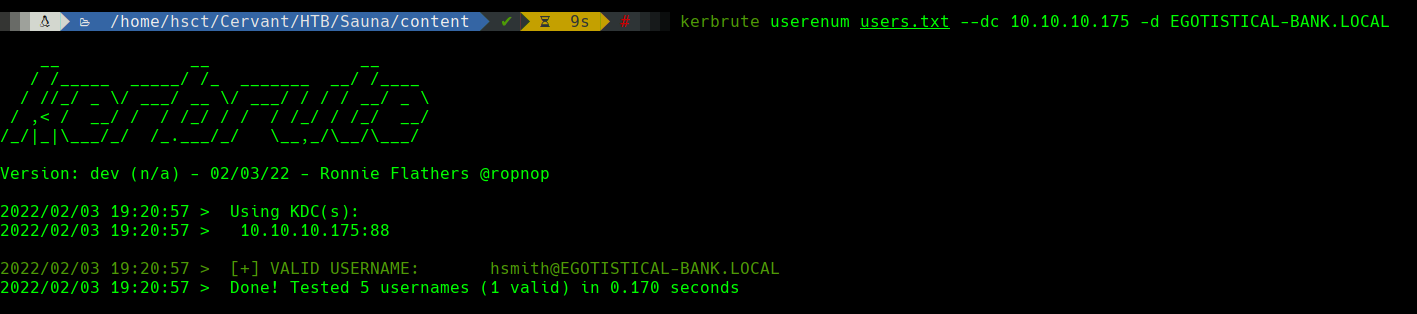 /home/hsct/Cervant/HTB/Sauna/content ✔ 9s # kerbrute userenum users.txt --dc 10.10.10.175 -d EGOTISTICAL-BANK.LOCAL
    __             __               __
   / /_____  _____/ /_  _______  __/ /____
  / //_/ _ \/ ___/ __ \/ ___/ / / / __/ _ \
 / ,< /  __/ /  / /_/ / /  / /_/ / /_/  __/
/_/|_|\___/_/  /_.___/_/   \__,_/\__/\___/
Version: dev (n/a) - 02/03/22 - Ronnie Flathers @ropnop
2022/02/03 19:20:57 >  Using KDC(s):
2022/02/03 19:20:57 >   10.10.10.175:88
2022/02/03 19:20:57 >  [+] VALID USERNAME:       hsmith@EGOTISTICAL-BANK.LOCAL
2022/02/03 19:20:57 >  Done! Tested 5 usernames (1 valid) in 0.170 seconds